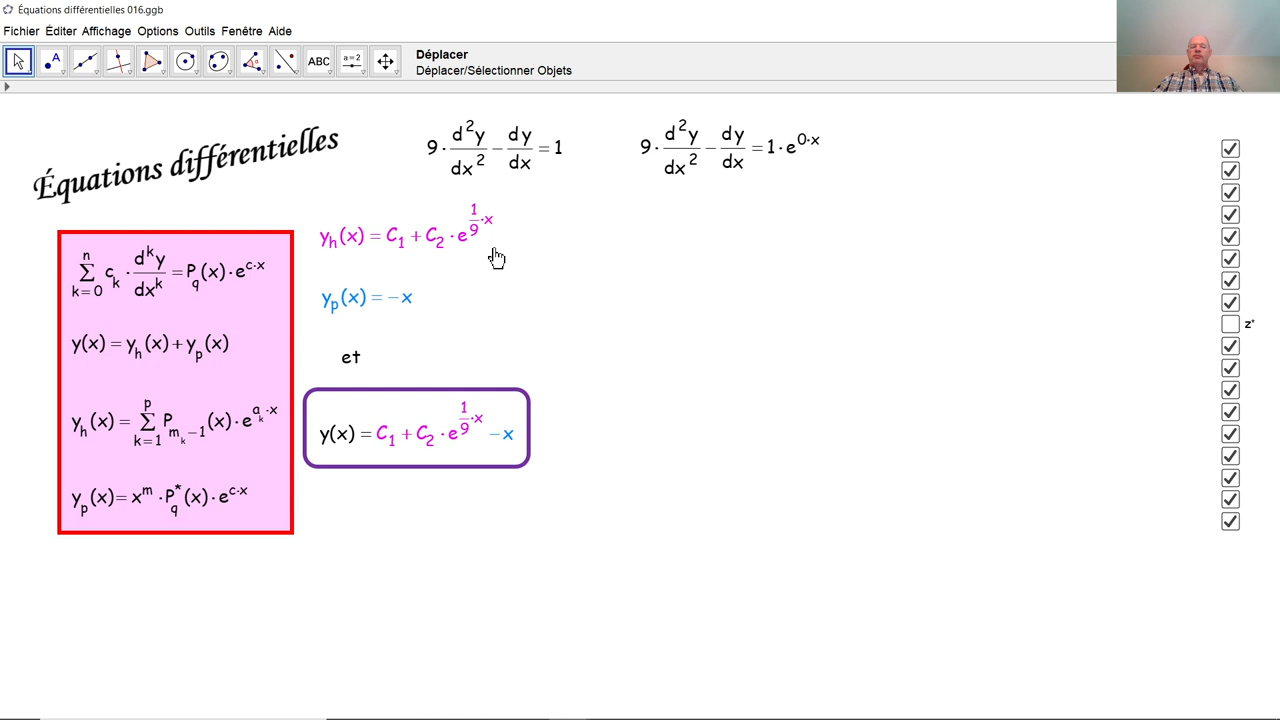 Équations différentielles 016.ggb
Fichier Éditer Affichage Options Outils Fenêtre Aide
A ABC a=2
Déplacer
Déplacer/Sélectionner Objets
Équations différentielles
9 · d²y/dx² − dy/dx = 1
9 · d²y/dx² − dy/dx = 1 · e^(0·x)
∑_(k=0)^n c_k · d^k y/dx^k = P_q(x) · e^(c·x)
y(x) = y_h(x) + y_p(x)
y_h(x) = ∑_(k=1)^p P_(m_k −1)(x) · e^(a_k·x)
y_p(x) = x^m · P*_q(x) · e^(c·x)
y_h(x) = C₁ + C₂ · e^(1/9·x)
y_p(x) = −x
et
y(x) = C₁ + C₂ · e^(1/9·x) − x
z*